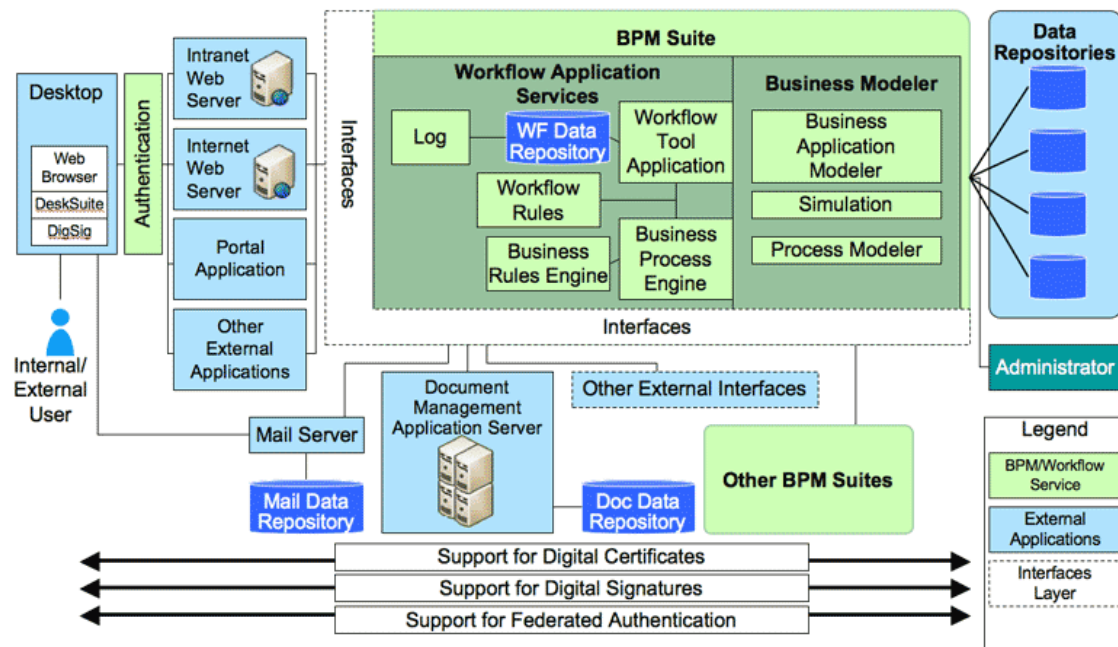 Desktop
Web
Browser
DeskSuite
DigSig
Internal/
External
User
Authentication
Intranet
Web
Server
Internet
Web
Server
Portal
Application
Other
External
Applications
Interfaces
BPM Suite
Workflow Application
Services
Log
WF Data
Repository
Workflow
Tool
Application
Workflow
Rules
Business
Rules Engine
Business
Process
Engine
Business Modeler
Business
Application
Modeler
Simulation
Process Modeler
Interfaces
Data
Repositories
Administrator
Mail Server
Mail Data
Repository
Document
Management
Application Server
Doc Data
Repository
Other External Interfaces
Other BPM Suites
Legend
BPM/Workflow
Service
External
Applications
Interfaces
Layer
Support for Digital Certificates
Support for Digital Signatures
Support for Federated Authentication